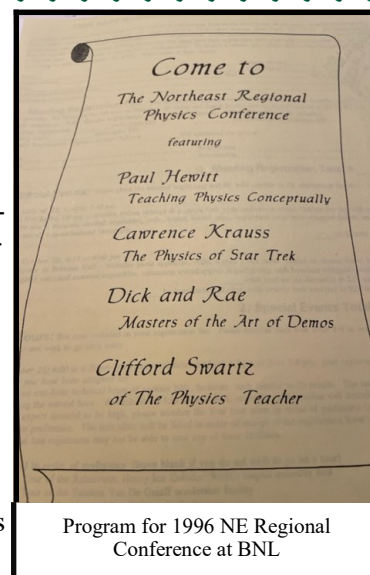 Come to
The Northeast Regional
Physics Conference
featuring
Paul Hewitt
Teaching Physics Conceptually
Lawrence Krauss
The Physics of Star Trek
Dick and Rae
Masters of the Art of Demos
Clifford Swartz
of The Physics Teacher
Program for 1996 NE Regional
Conference at BNL